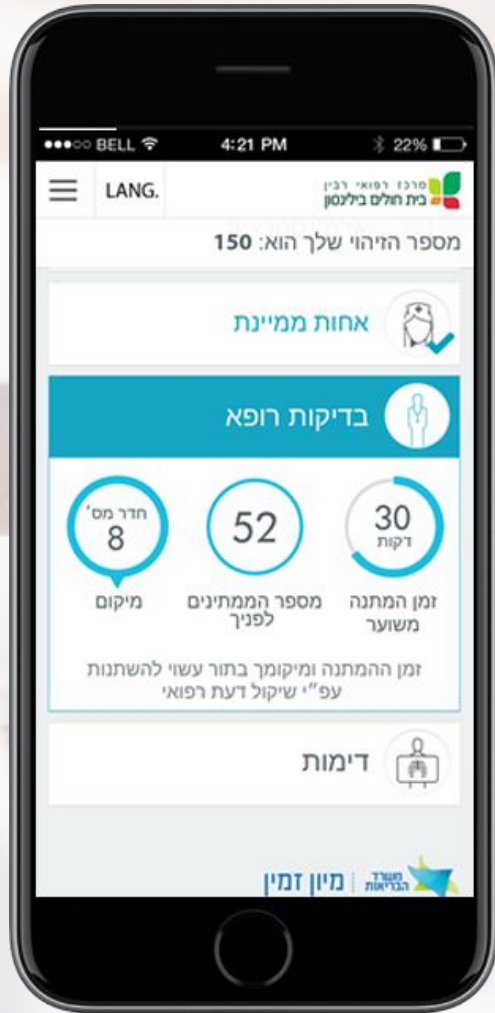 BELL 4:21 PM 22%
LANG.
מרכז רפואי רבין
בית חולים בילינסון
מספר הזיהוי שלך הוא: 150
אחות ממיינת
בדיקות רופא
30
דקות
זמן המתנה
משוער
52
מספר הממתינים
לפניך
חדר מס׳
8
מיקום
זמן ההמתנה ומיקומך בתור עשוי להשתנות
עפ״י שיקול דעת רפואי
דימות
משרד
הבריאות
מיון זמין